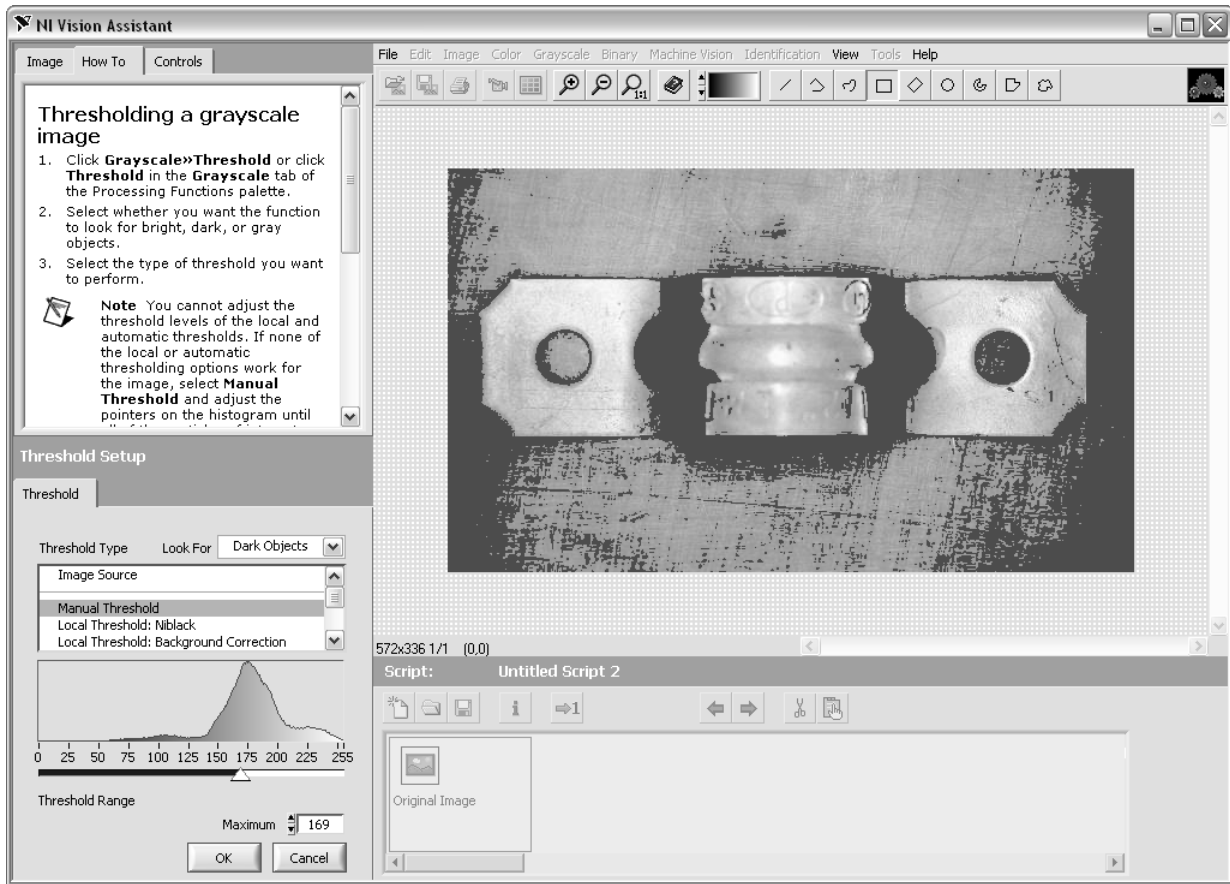 NI Vision Assistant
Image How To Controls
File Edit Image Color Grayscale Binary Machine Vision Identification View Tools Help
1:1
Thresholding a grayscale
image
1. Click Grayscale»Threshold or click
Threshold in the Grayscale tab of
the Processing Functions palette.
2. Select whether you want the function
to look for bright, dark, or gray
objects.
3. Select the type of threshold you want
to perform.
Note You cannot adjust the
threshold levels of the local and
automatic thresholds. If none of
the local or automatic
thresholding options work for
the image, select Manual
Threshold and adjust the
pointers on the histogram until
Threshold Setup
Threshold
Threshold Type Look For Dark Objects
Image Source
Manual Threshold
Local Threshold: Niblack
Local Threshold: Background Correction
0 25 50 75 100 125 150 175 200 225 255
Threshold Range
Maximum 169
OK Cancel
572x336 1/1 (0,0)
Script: Untitled Script 2
1
Original Image